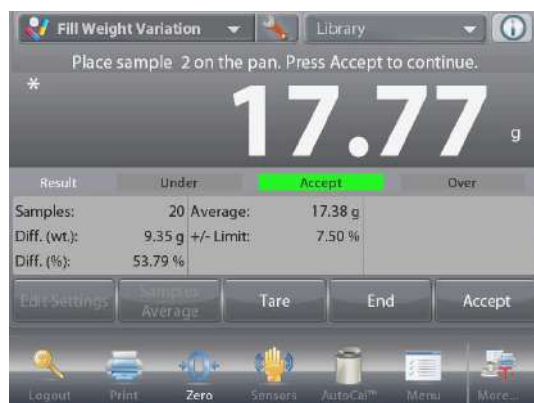 Fill Weight Variation
Library
Place sample 2 on the pan. Press Accept to continue.
*
17.77 g
Result Under Accept Over
Samples: 20 Average: 17.38 g
Diff. (wt.): 9.35 g +/- Limit: 7.50 %
Diff. (%): 53.79 %
Edit Settings
Samples
Average
Tare End Accept
Logout Print Zero Sensors AutoCal™ Menu More...